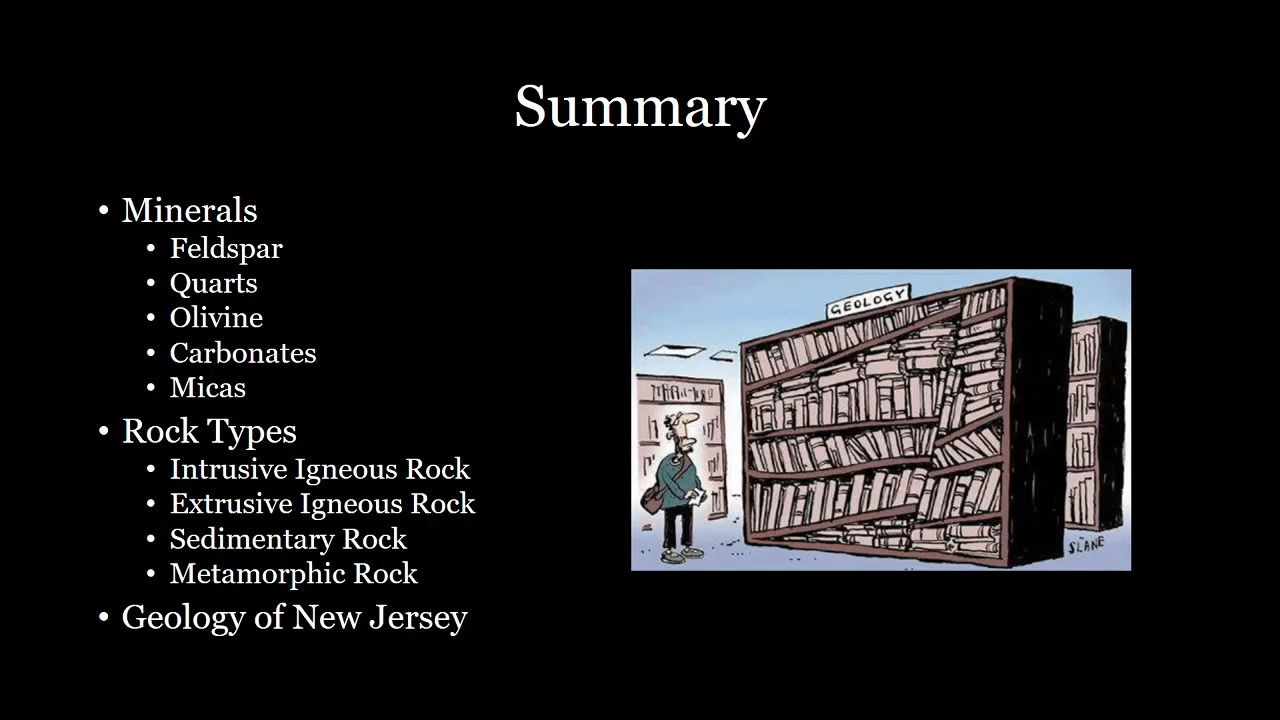 Summary
• Minerals
• Feldspar
• Quarts
• Olivine
• Carbonates
• Micas
• Rock Types
• Intrusive Igneous Rock
• Extrusive Igneous Rock
• Sedimentary Rock
• Metamorphic Rock
• Geology of New Jersey
GEOLOGY
SLANE